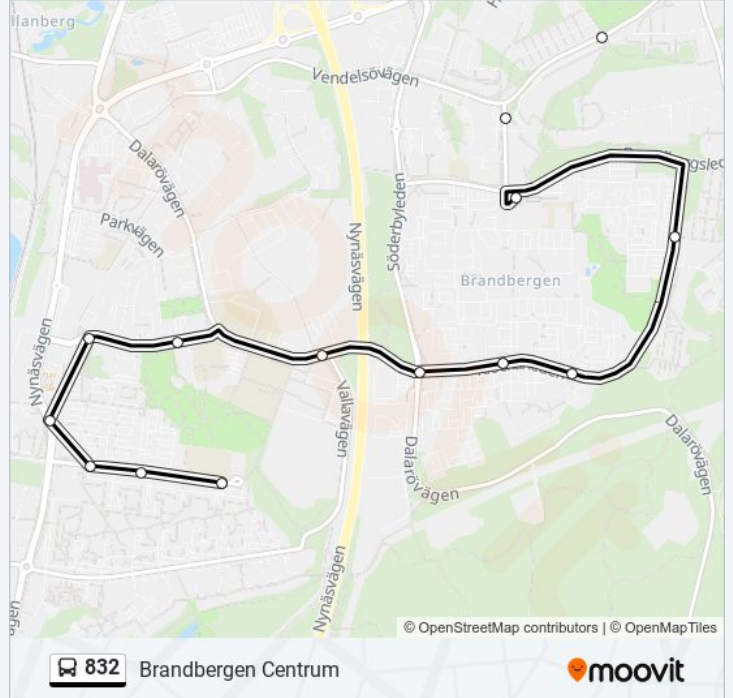 llanberg
Vendelsövägen
Dalarövägen
Parkvägen
Nynäsvägen
Söderbyleden
Brandbergen
Nynäsvägen
Vallavägen
Dalarövägen
Dalarövägen
Nynäsvägen
© OpenStreetMap contributors | © OpenMapTiles
832 Brandbergen Centrum
moovit